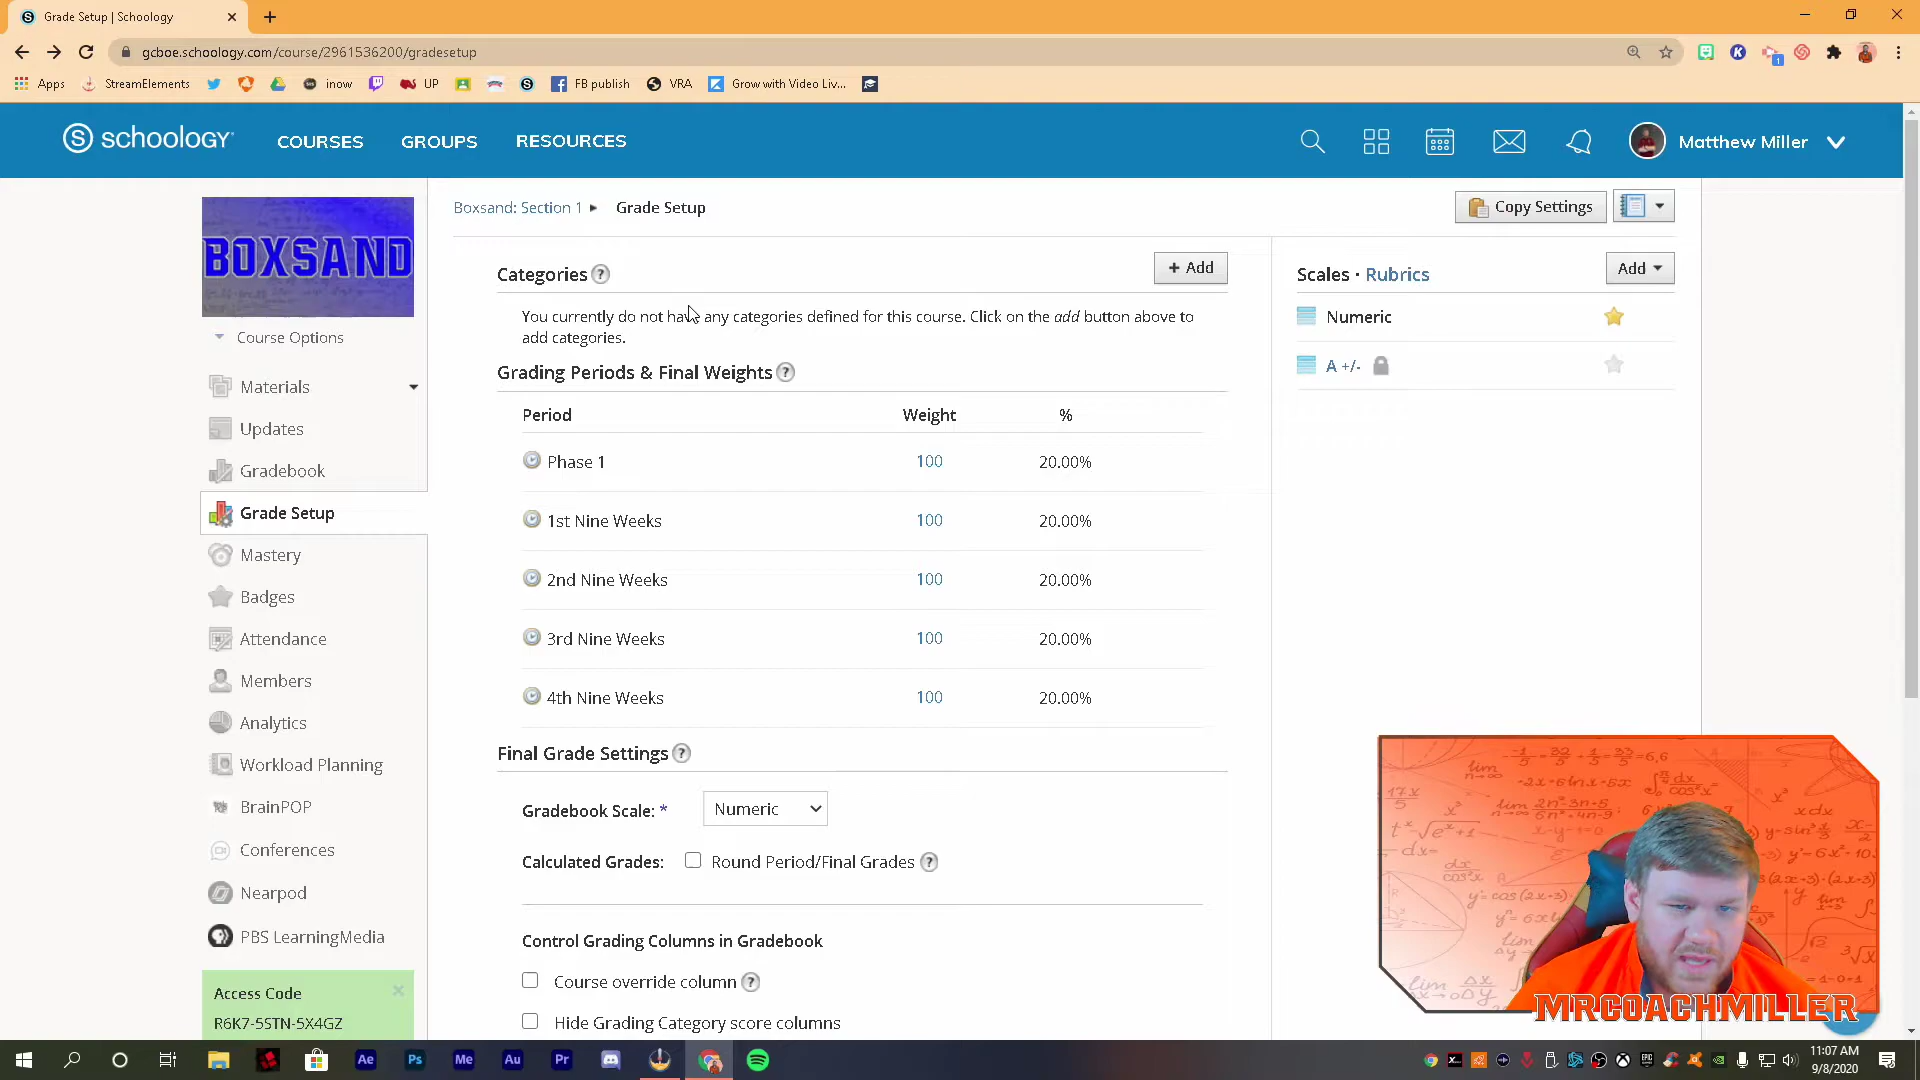 Grade Setup | Schoology
gcboe.schoology.com/course/2961536200/gradesetup
Apps StreamElements inow UP FB publish VRA Grow with Video Liv...
schoology COURSES GROUPS RESOURCES Matthew Miller
BOXSAND
Course Options
Materials
Updates
Gradebook
Grade Setup
Mastery
Badges
Attendance
Members
Analytics
Workload Planning
BrainPOP
Conferences
Nearpod
PBS LearningMedia
Access Code
R6K7-5STN-5X4GZ
Boxsand: Section 1 Grade Setup
Copy Settings
Categories ?
+ Add
You currently do not have any categories defined for this course. Click on the add button above to
add categories.
Grading Periods & Final Weights ?
Period Weight %
Phase 1 100 20.00%
1st Nine Weeks 100 20.00%
2nd Nine Weeks 100 20.00%
3rd Nine Weeks 100 20.00%
4th Nine Weeks 100 20.00%
Final Grade Settings ?
Gradebook Scale: * Numeric
Calculated Grades: Round Period/Final Grades ?
Control Grading Columns in Gradebook
Course override column ?
Hide Grading Category score columns
Scales · Rubrics
Add
Numeric
A +/-
MRCOACHMILLER
Ae Ps Me Au Pr
11:07 AM
9/8/2020